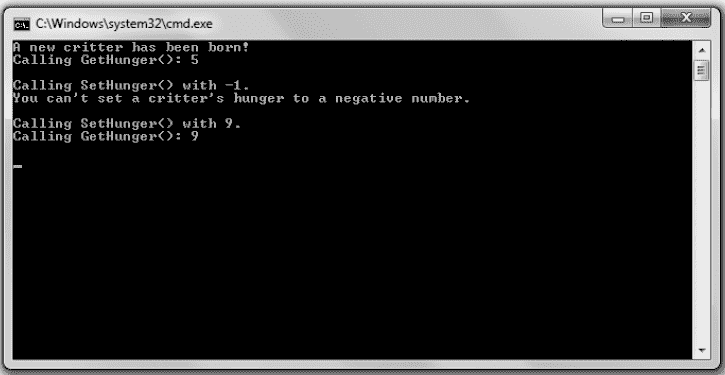 C:\Windows\system32\cmd.exe
A new critter has been born!
Calling GetHunger(): 5
Calling SetHunger() with -1.
You can't set a critter's hunger to a negative number.
Calling SetHunger() with 9.
Calling GetHunger(): 9